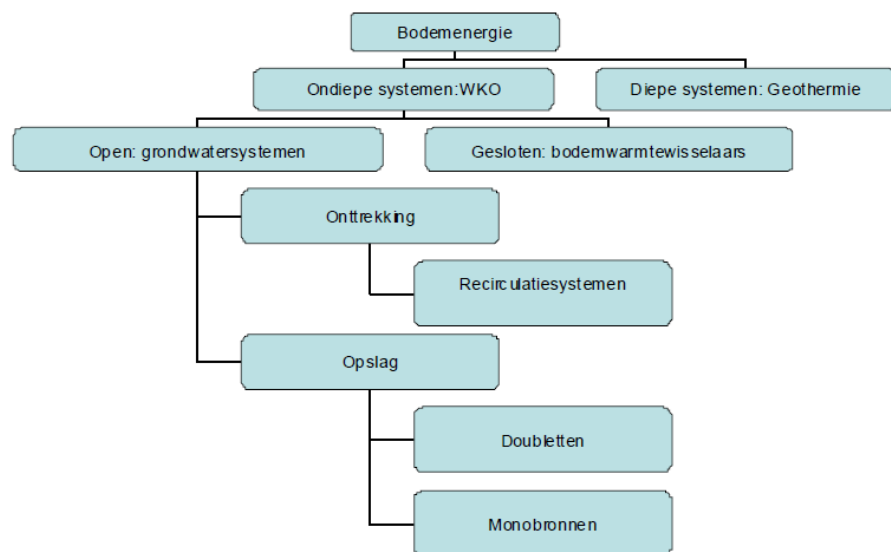 Bodemenergie
Ondiepe systemen:WKO
Diepe systemen: Geothermie
Open: grondwatersystemen
Gesloten: bodemwarmtewisselaars
Onttrekking
Recirculatiesystemen
Opslag
Doubletten
Monobronnen